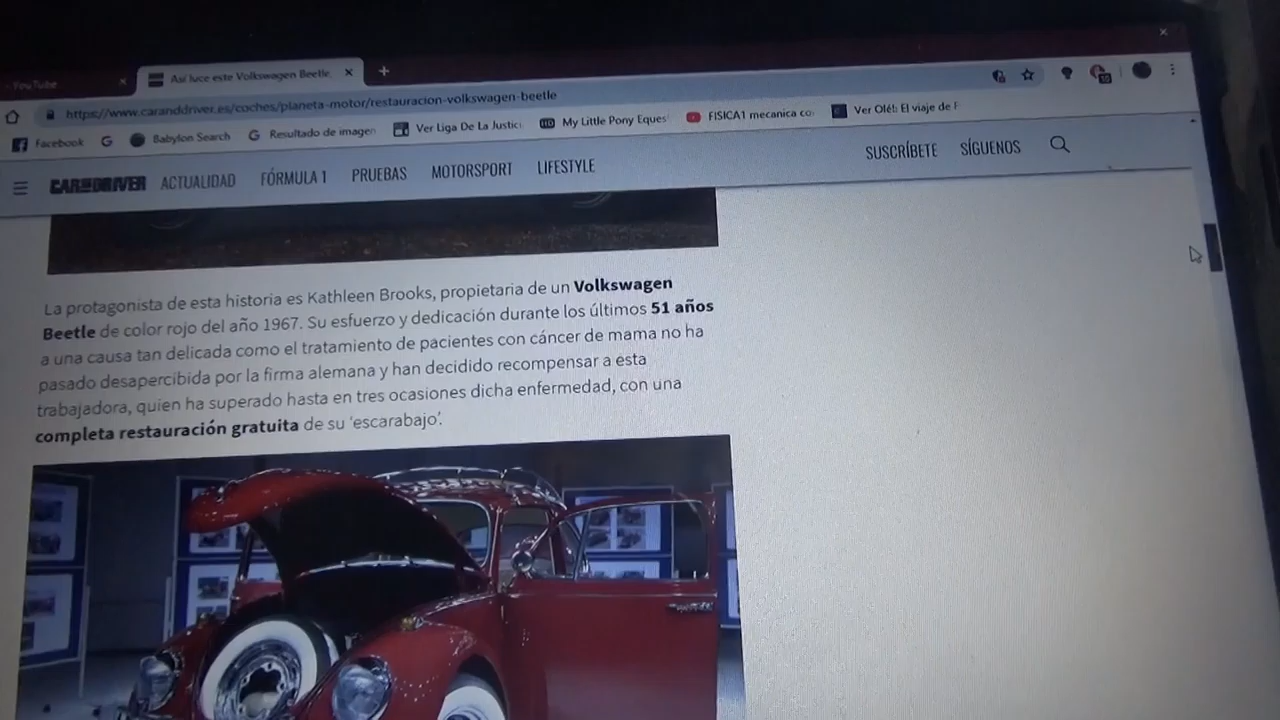 YouTube
Así luce este Volkswagen Beetle
https://www.caranddriver.es/coches/planeta-motor/restauracion-volkswagen-beetle
Facebook
Babylon Search
Resultado de imagen
Ver Liga De La Justic
My Little Pony Eques
FISICA1 mecanica co
Ver Olé!: El viaje de F
CAR AND DRIVER ACTUALIDAD FÓRMULA 1 PRUEBAS MOTORSPORT LIFESTYLE SUSCRÍBETE SÍGUENOS
La protagonista de esta historia es Kathleen Brooks, propietaria de un Volkswagen
Beetle de color rojo del año 1967. Su esfuerzo y dedicación durante los últimos 51 años
a una causa tan delicada como el tratamiento de pacientes con cáncer de mama no ha
pasado desapercibida por la firma alemana y han decidido recompensar a esta
trabajadora, quien ha superado hasta en tres ocasiones dicha enfermedad, con una
completa restauración gratuita de su ‘escarabajo’.